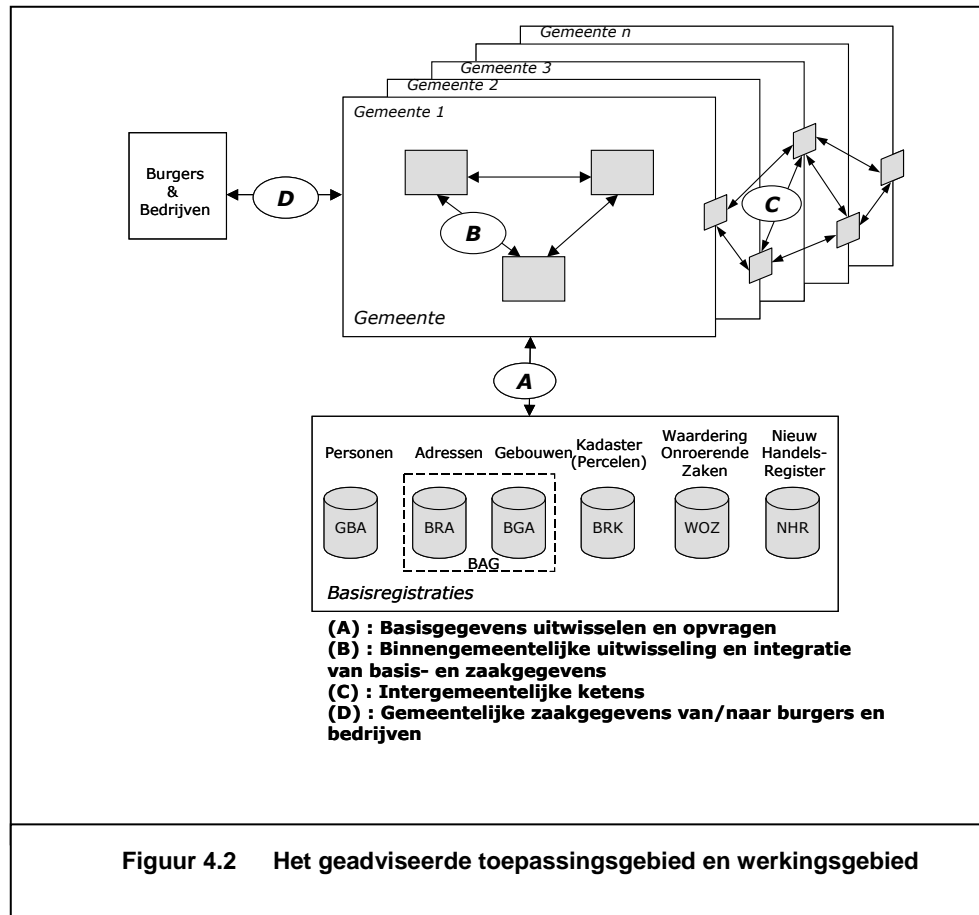 Gemeente n
Gemeente 3
Gemeente 2
Gemeente 1
Burgers
&
Bedrijven
D
B
C
Gemeente
A
Personen
Adressen
Gebouwen
Kadaster
(Percelen)
Waardering
Onroerende
Zaken
Nieuw
Handels-
Register
GBA
BRA
BGA
BRK
WOZ
NHR
BAG
Basisregistraties
(A) : Basisgegevens uitwisselen en opvragen
(B) : Binnengemeentelijke uitwisseling en integratie
van basis- en zaakgegevens
(C) : Intergemeentelijke ketens
(D) : Gemeentelijke zaakgegevens van/naar burgers en
bedrijven
Figuur 4.2 Het geadviseerde toepassingsgebied en werkingsgebied